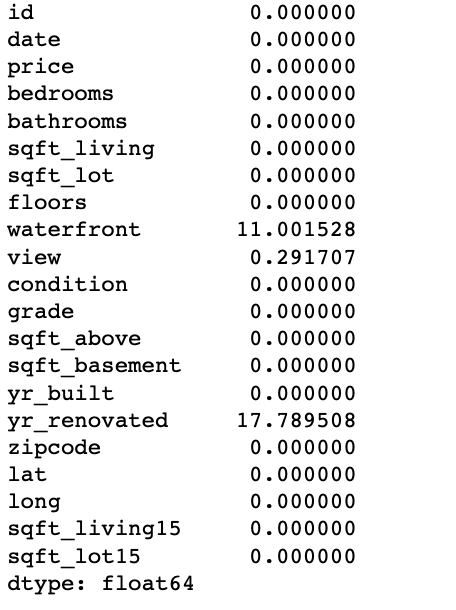 id 0.000000
date 0.000000
price 0.000000
bedrooms 0.000000
bathrooms 0.000000
sqft_living 0.000000
sqft_lot 0.000000
floors 0.000000
waterfront 11.001528
view 0.291707
condition 0.000000
grade 0.000000
sqft_above 0.000000
sqft_basement 0.000000
yr_built 0.000000
yr_renovated 17.789508
zipcode 0.000000
lat 0.000000
long 0.000000
sqft_living15 0.000000
sqft_lot15 0.000000
dtype: float64